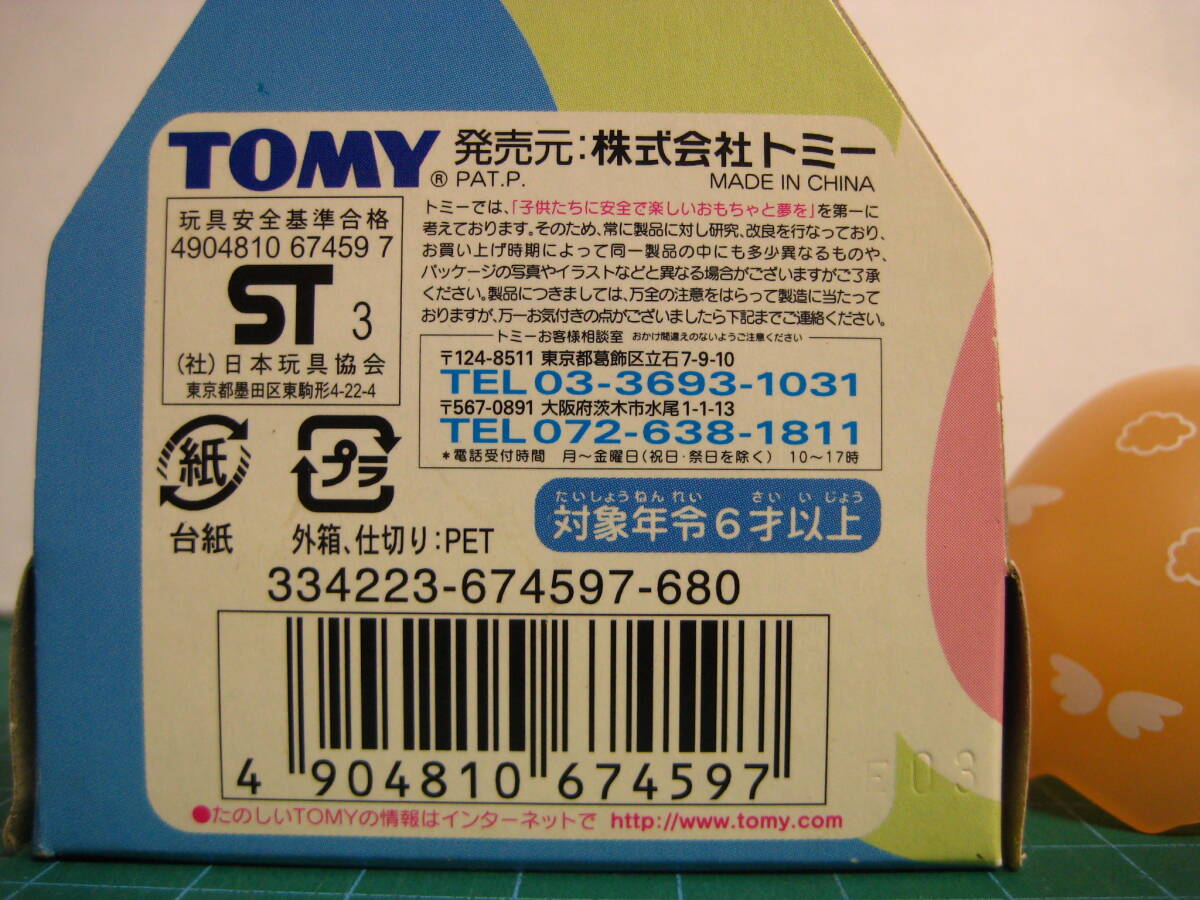 TOMY ® 発売元：株式会社トミー
PAT.P. MADE IN CHINA
玩具安全基準合格
4904810 67459 7
ST 3
(社)日本玩具協会
東京都墨田区東駒形4-22-4
トミーでは、「子供たちに安全で楽しいおもちゃと夢を」を第一に
考えております。そのため、常に製品に対し研究、改良を行なっており、
お買い上げ時期によって同一製品の中にも多少異なるものや、
パッケージの写真やイラストなどと異なる場合がございますがご了承
ください。製品につきましては、万全の注意をはらって製造に当たって
おりますが、万一お気付きの点がございましたら下記までご連絡ください。
トミーお客様相談室 おかけ間違えのないようご注意ください
〒124-8511 東京都葛飾区立石7-9-10
TEL03-3693-1031
〒567-0891 大阪府茨木市水尾1-1-13
TEL072-638-1811
*電話受付時間 月〜金曜日(祝日・祭日を除く) 10〜17時
紙
台紙
プラ
外箱、仕切り：PET
たいしょうねんれい さいいじょう
対象年令6才以上
334223-674597-680
4 904810 674597
E03
●たのしいTOMYの情報はインターネットで http://www.tomy.com